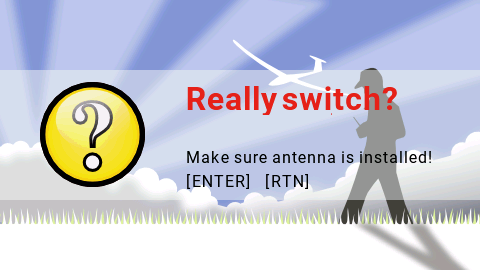 Really switch?
Make sure antenna is installed!
[ENTER] [RTN]